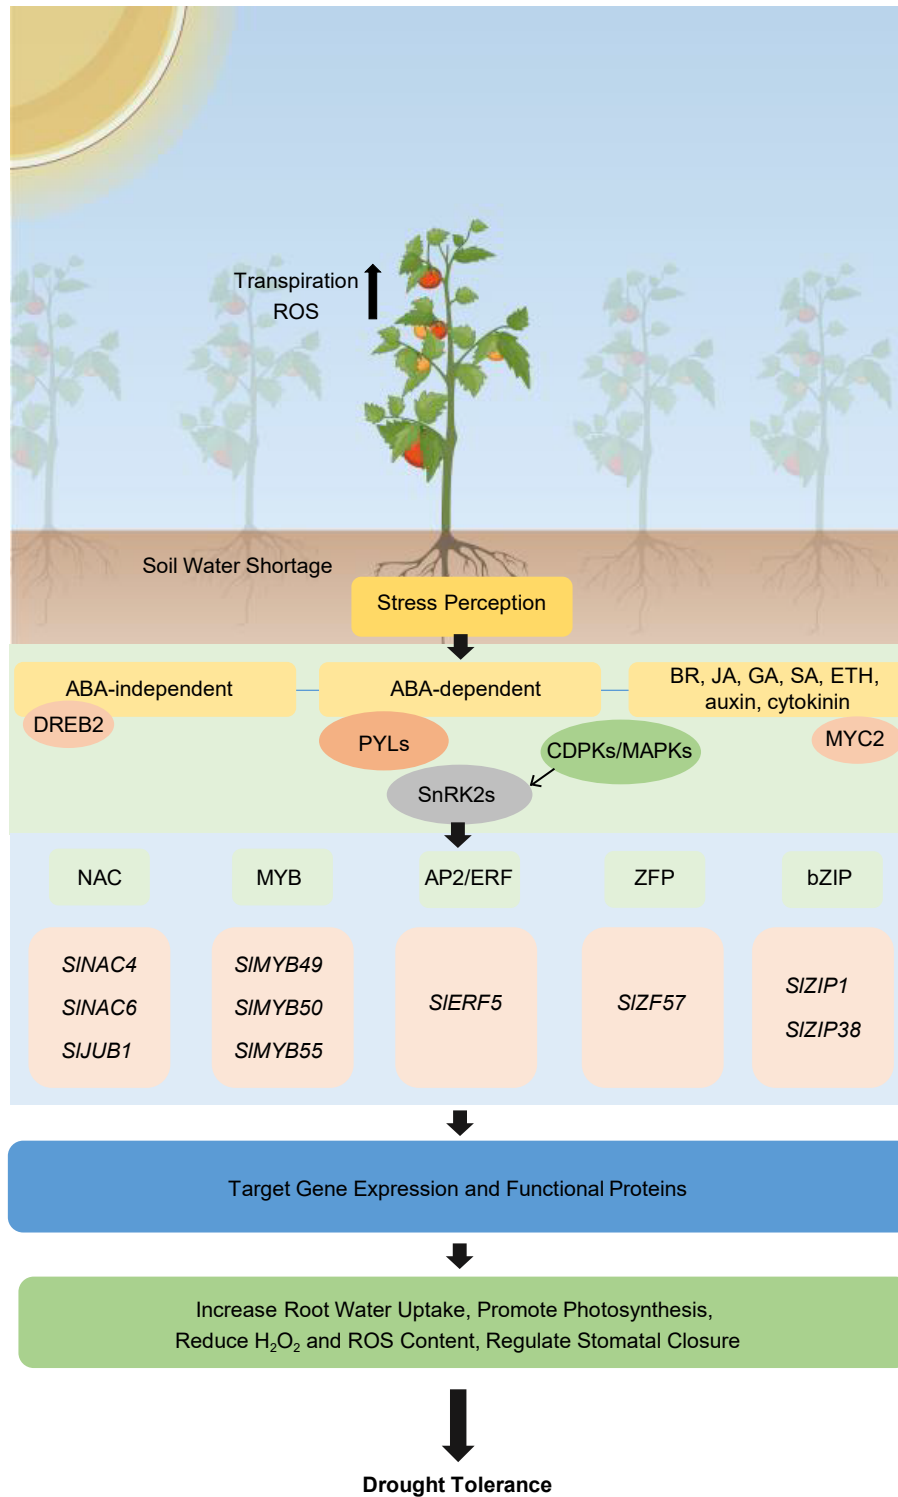 Transpiration
ROS
Soil Water Shortage
Stress Perception
ABA-independent
ABA-dependent
BR, JA, GA, SA, ETH,
auxin, cytokinin
DREB2
PYLs
CDPKs/MAPKs
MYC2
SnRK2s
NAC
MYB
AP2/ERF
ZFP
bZIP
SlNAC4
SlNAC6
SlJUB1
SlMYB49
SlMYB50
SlMYB55
SlERF5
SlZF57
SlZIP1
SlZIP38
Target Gene Expression and Functional Proteins
Increase Root Water Uptake, Promote Photosynthesis,
Reduce H₂O₂ and ROS Content, Regulate Stomatal Closure
Drought Tolerance